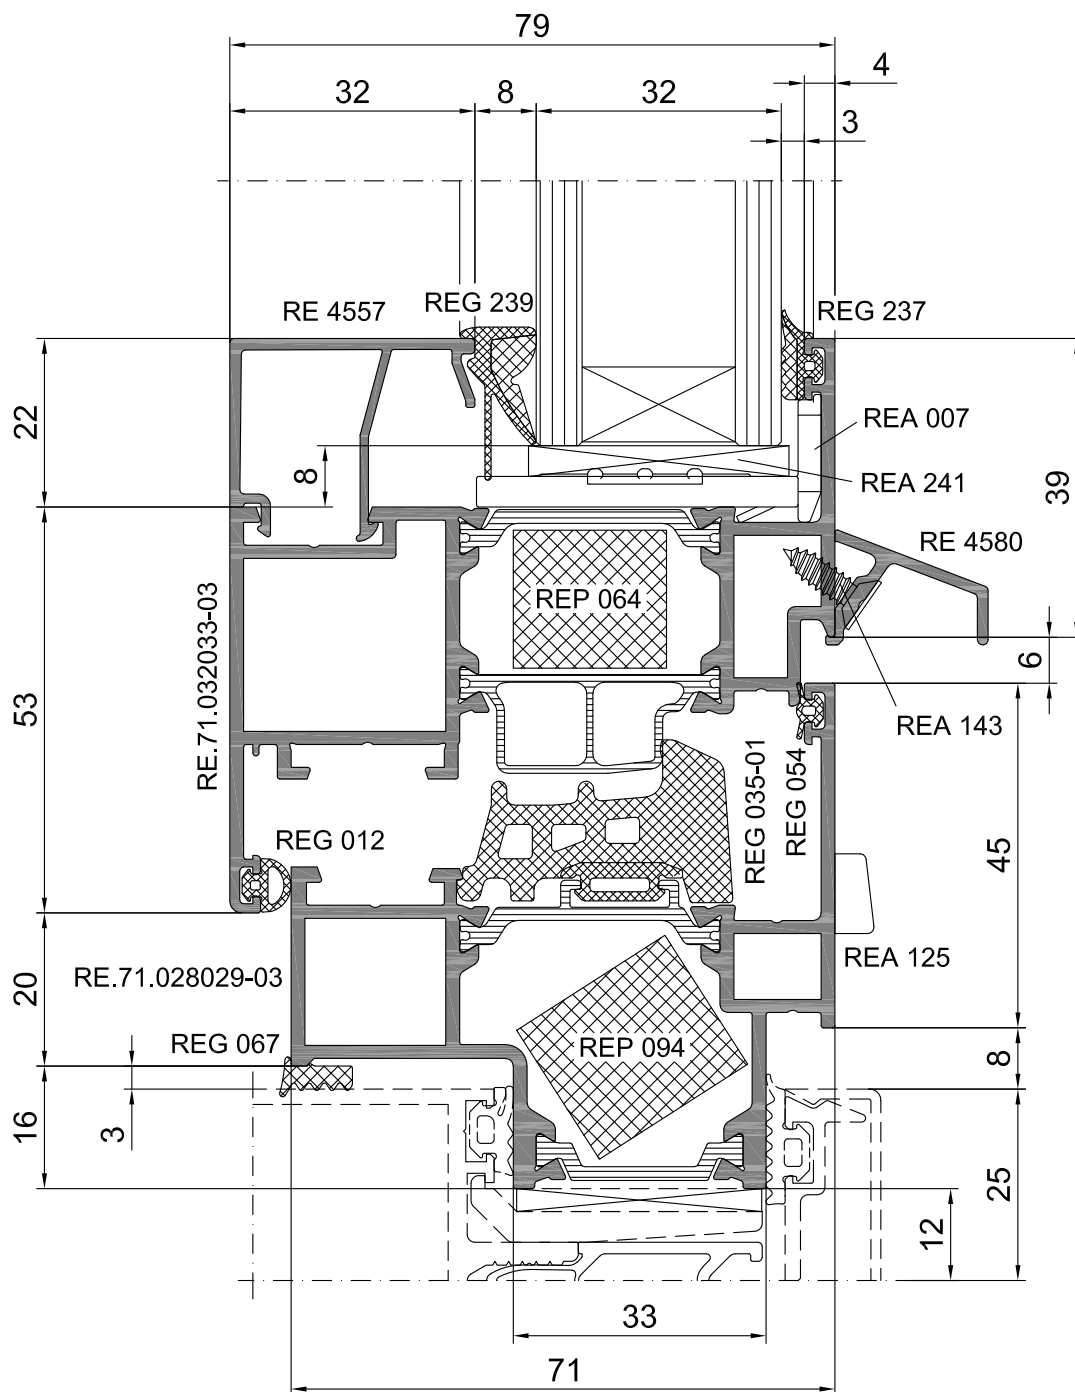 79
4
32
8
32
3
REG 239
RE 4557
REG 237
22
REA 007
8
REA 241
39
RE 4580
REP 064
RE.71.032033-03
53
6
REA 143
REG 035-01
REG 054
REG 012
45
REA 125
RE.71.028029-03
20
REG 067
REP 094
8
3
16
25
12
33
71